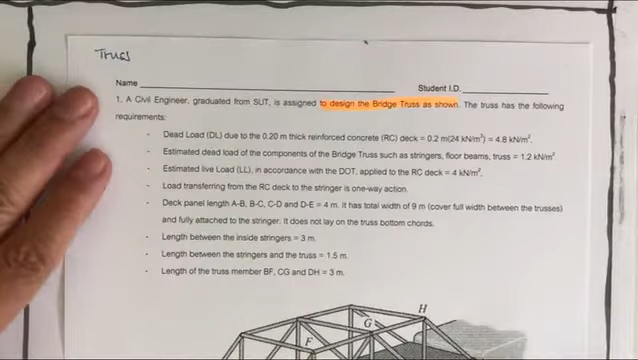 Truss
Name
Student I.D.
1. A Civil Engineer, graduated from SUT, is assigned to design the Bridge Truss as shown. The truss has the following
requirements:
- Dead Load (DL) due to the 0.20 m thick reinforced concrete (RC) deck = 0.2 m(24 kN/m³) = 4.8 kN/m².
- Estimated dead load of the components of the Bridge Truss such as stringers, floor beams, truss = 1.2 kN/m²
- Estimated live Load (LL), in accordance with the DOT, applied to the RC deck = 4 kN/m².
- Load transferring from the RC deck to the stringer is one-way action.
- Deck panel length A-B, B-C, C-D and D-E = 4 m. It has total width of 9 m (cover full width between the trusses)
and fully attached to the stringer. It does not lay on the truss bottom chords.
- Length between the inside stringers = 3 m.
- Length between the stringers and the truss = 1.5 m.
- Length of the truss member BF, CG and DH = 3 m.
H
G
F